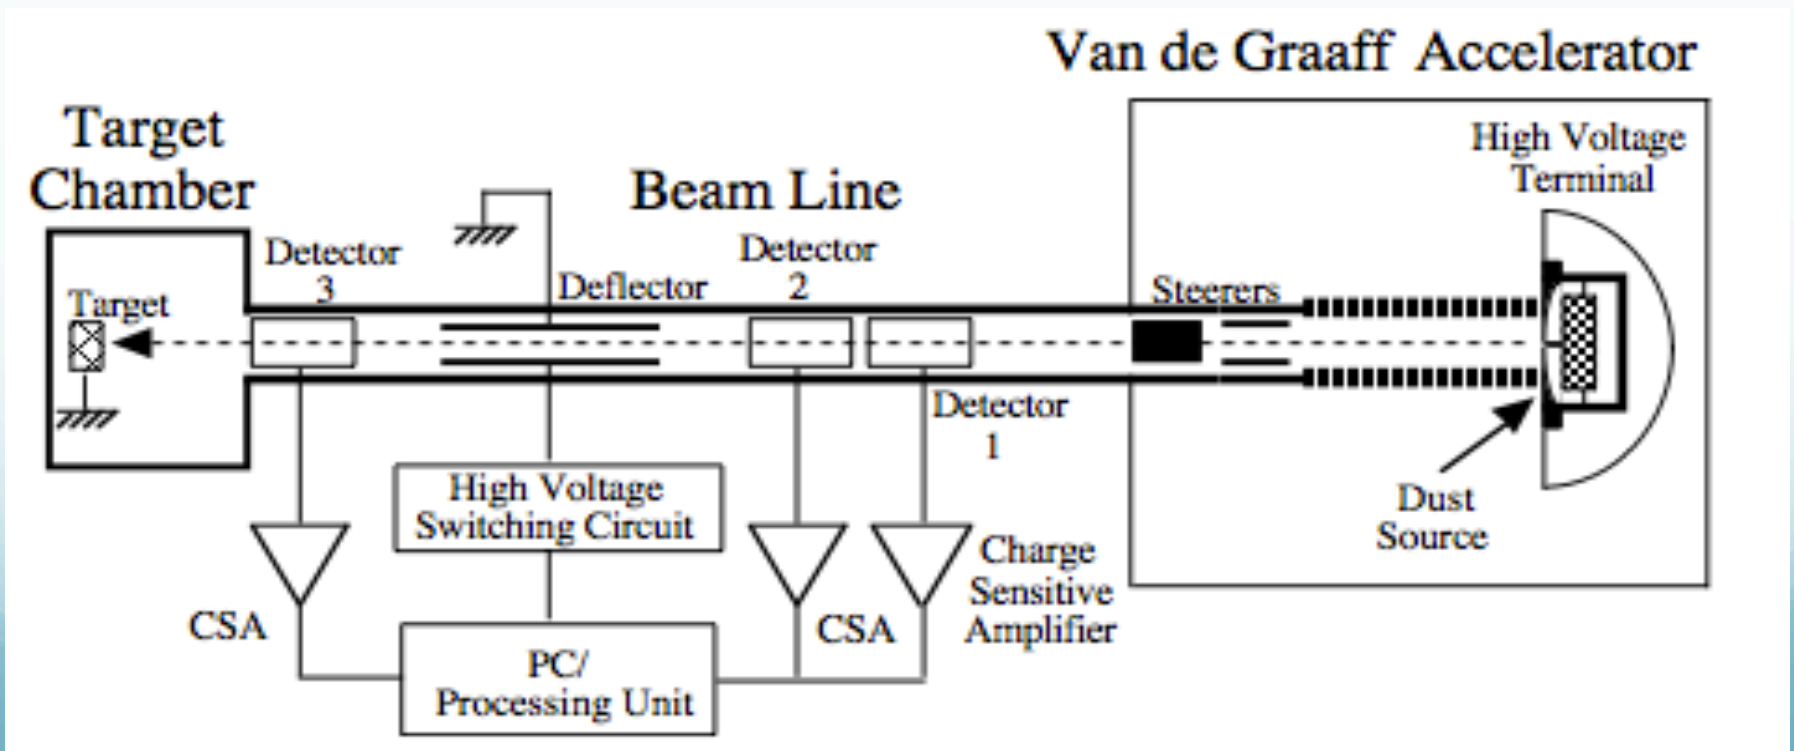 Van de Graaff Accelerator
High Voltage
Terminal
Target
Chamber
Beam Line
Detector
3
Deflector
Detector
2
Steerers
Target
Detector
1
Dust
Source
High Voltage
Switching Circuit
Charge
Sensitive
Amplifier
CSA
CSA
PC/
Processing Unit